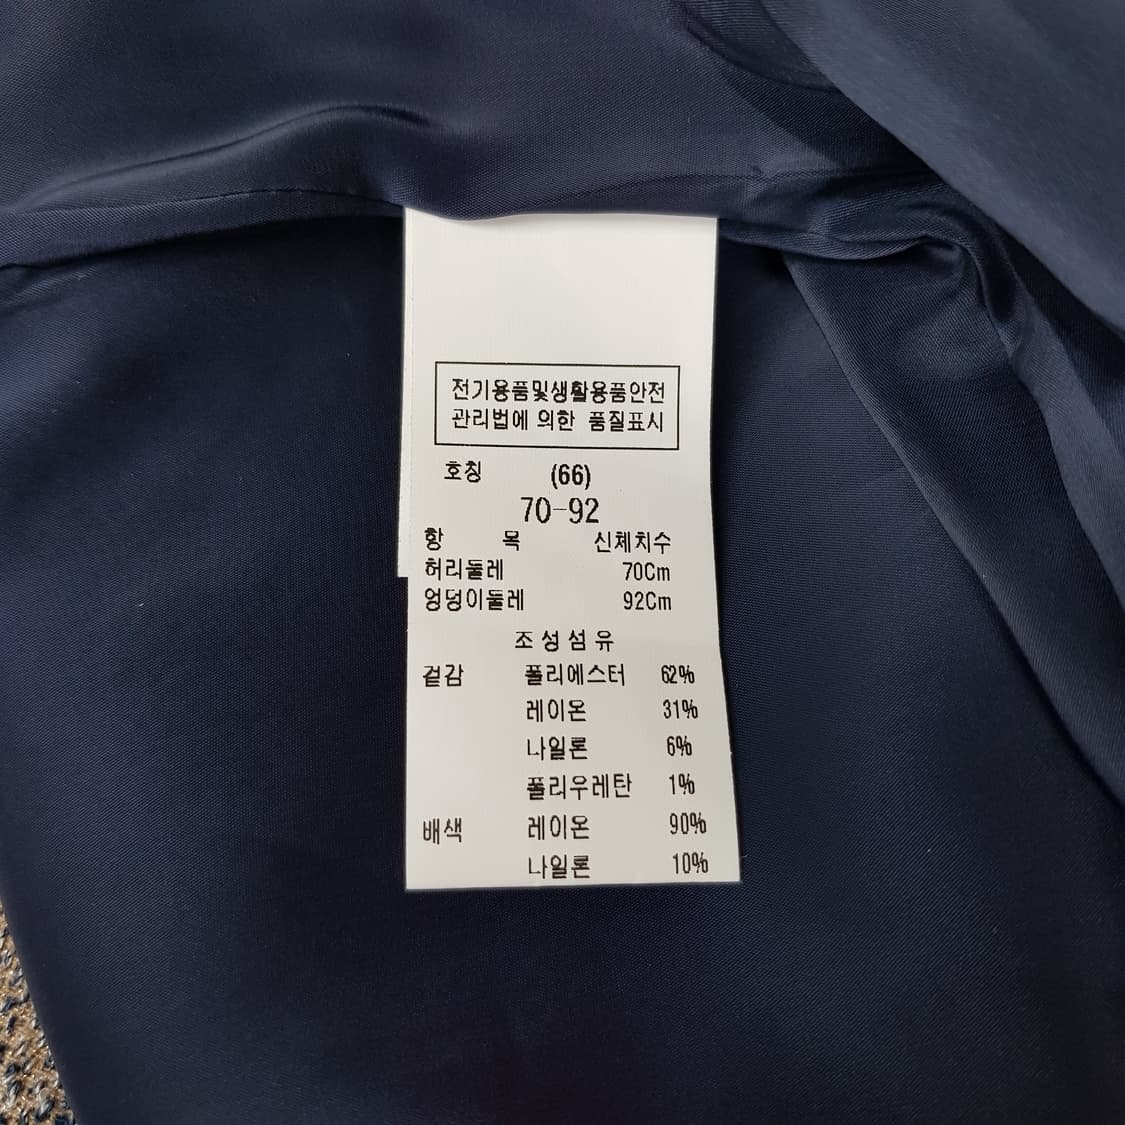 전기용품및생활용품안전
관리법에 의한 품질표시
호칭 (66)
70-92
항 목 신체치수
허리둘레 70Cm
엉덩이둘레 92Cm
조성섬유
겉감 폴리에스터 62%
레이온 31%
나일론 6%
폴리우레탄 1%
배색 레이온 90%
나일론 10%